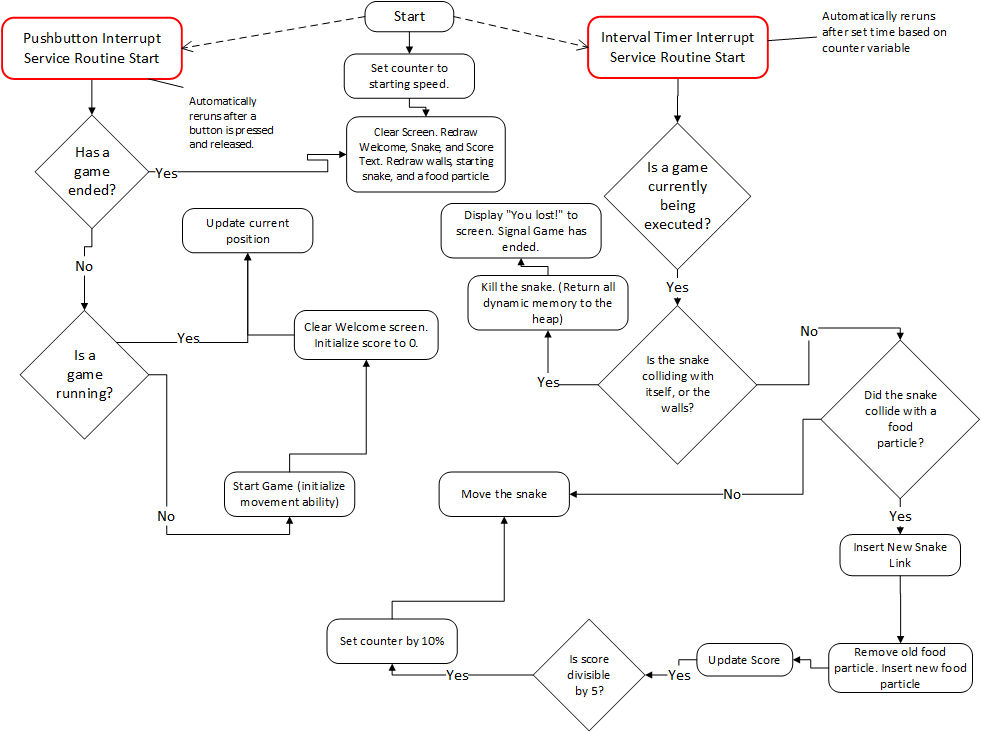 Start
Pushbutton Interrupt
Service Routine Start
Interval Timer Interrupt
Service Routine Start
Automatically reruns
after set time based on
counter variable
Set counter to
starting speed.
Automatically
reruns after a
button is pressed
and released.
Clear Screen. Redraw
Welcome, Snake, and Score
Text. Redraw walls, starting
snake, and a food particle.
Has a
game
ended?
Yes
No
Is a game
currently
being
executed?
Yes
Update current
position
Display "You lost!" to
screen. Signal Game has
ended.
Kill the snake. (Return all
dynamic memory to the
heap)
Yes
Clear Welcome screen.
Initialize score to 0.
Is a
game
running?
Yes
No
Is the snake
colliding with
itself, or the
walls?
No
Did the snake
collide with a
food
particle?
No
Yes
Start Game (initialize
movement ability)
Move the snake
Insert New Snake
Link
Remove old food
particle. Insert new food
particle
Update Score
Yes
Is score
divisible
by 5?
Yes
Set counter by 10%